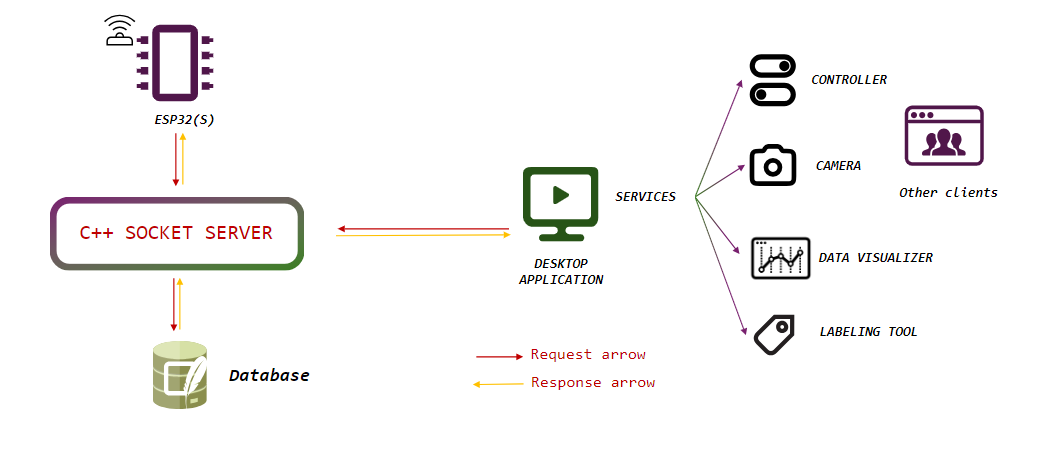 ESP32(S)
C++ SOCKET SERVER
Database
DESKTOP
APPLICATION
SERVICES
CONTROLLER
CAMERA
DATA VISUALIZER
LABELING TOOL
Other clients
Request arrow
Response arrow